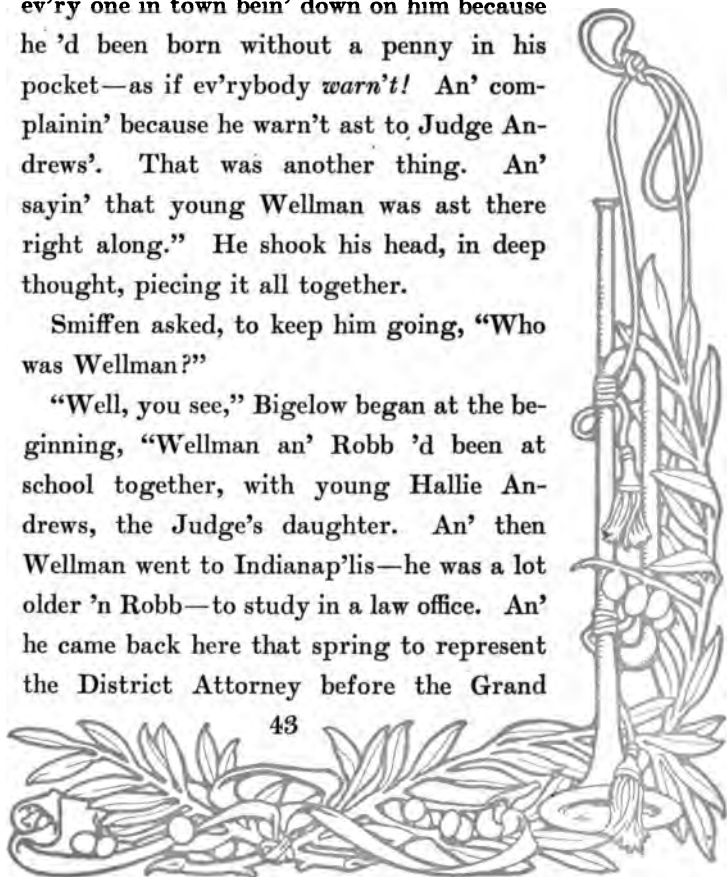 ev'ry one in town bein' down on him because
he 'd been born without a penny in his
pocket—as if ev'rybody warn't! An' com-
plainin' because he warn't ast to Judge An-
drews'. That was another thing. An'
sayin' that young Wellman was ast there
right along." He shook his head, in deep
thought, piecing it all together.
Smiffen asked, to keep him going, "Who
was Wellman?"
"Well, you see," Bigelow began at the be-
ginning, "Wellman an' Robb 'd been at
school together, with young Hallie An-
drews, the Judge's daughter. An' then
Wellman went to Indianap'lis—he was a lot
older 'n Robb—to study in a law office. An'
he came back here that spring to represent
the District Attorney before the Grand
43